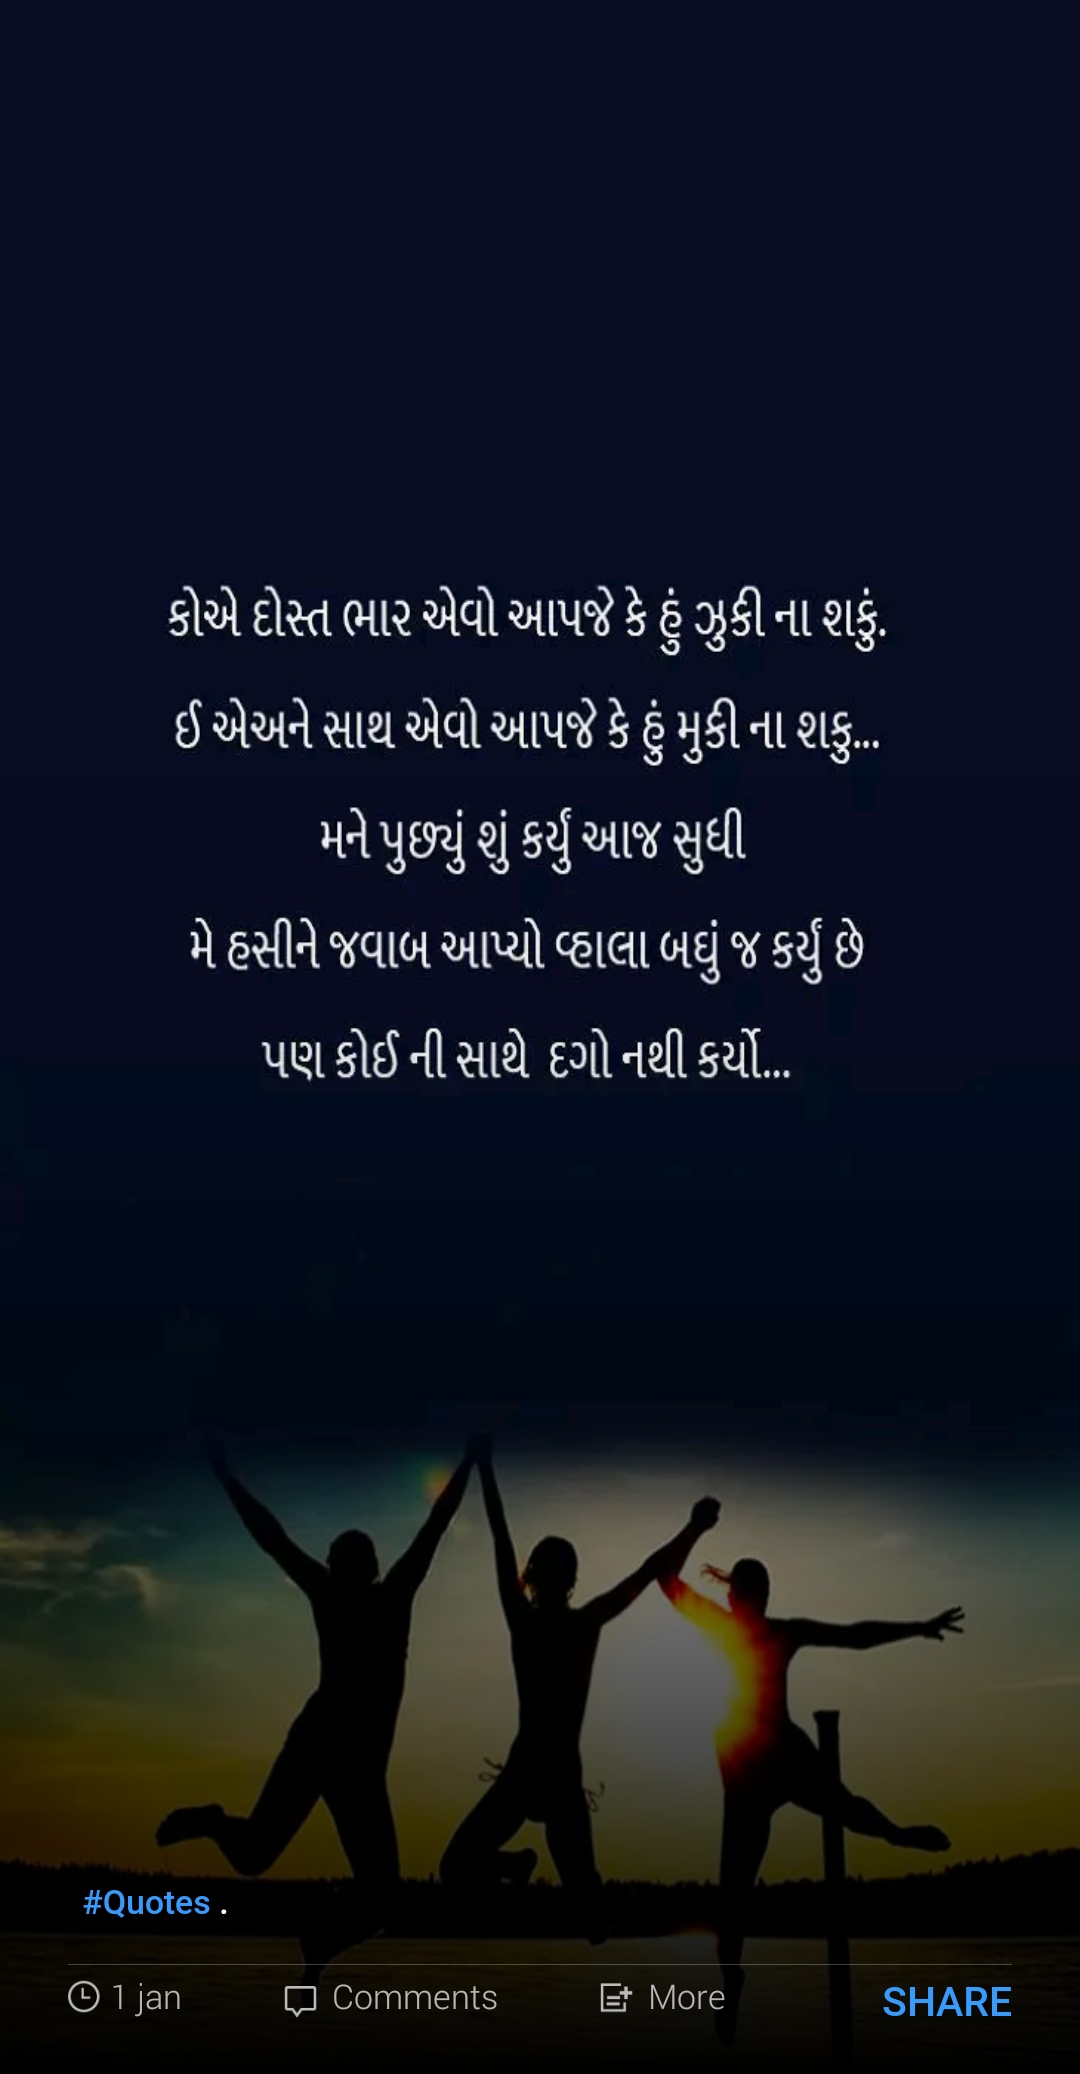 કોએ દોસ્ત ભાર એવો આપજે કે હું ઝુકી ના શકું.
ઈ એઅને સાથ એવો આપજે કે હું મુકી ના શકુ...
મને પુછ્યું શું કર્યું આજ સુધી
મે હસીને જવાબ આપ્યો વ્હાલા બઘું જ કર્યું છે
પણ કોઈ ની સાથે દગો નથી કર્યો...
#Quotes .
1 jan Comments More SHARE